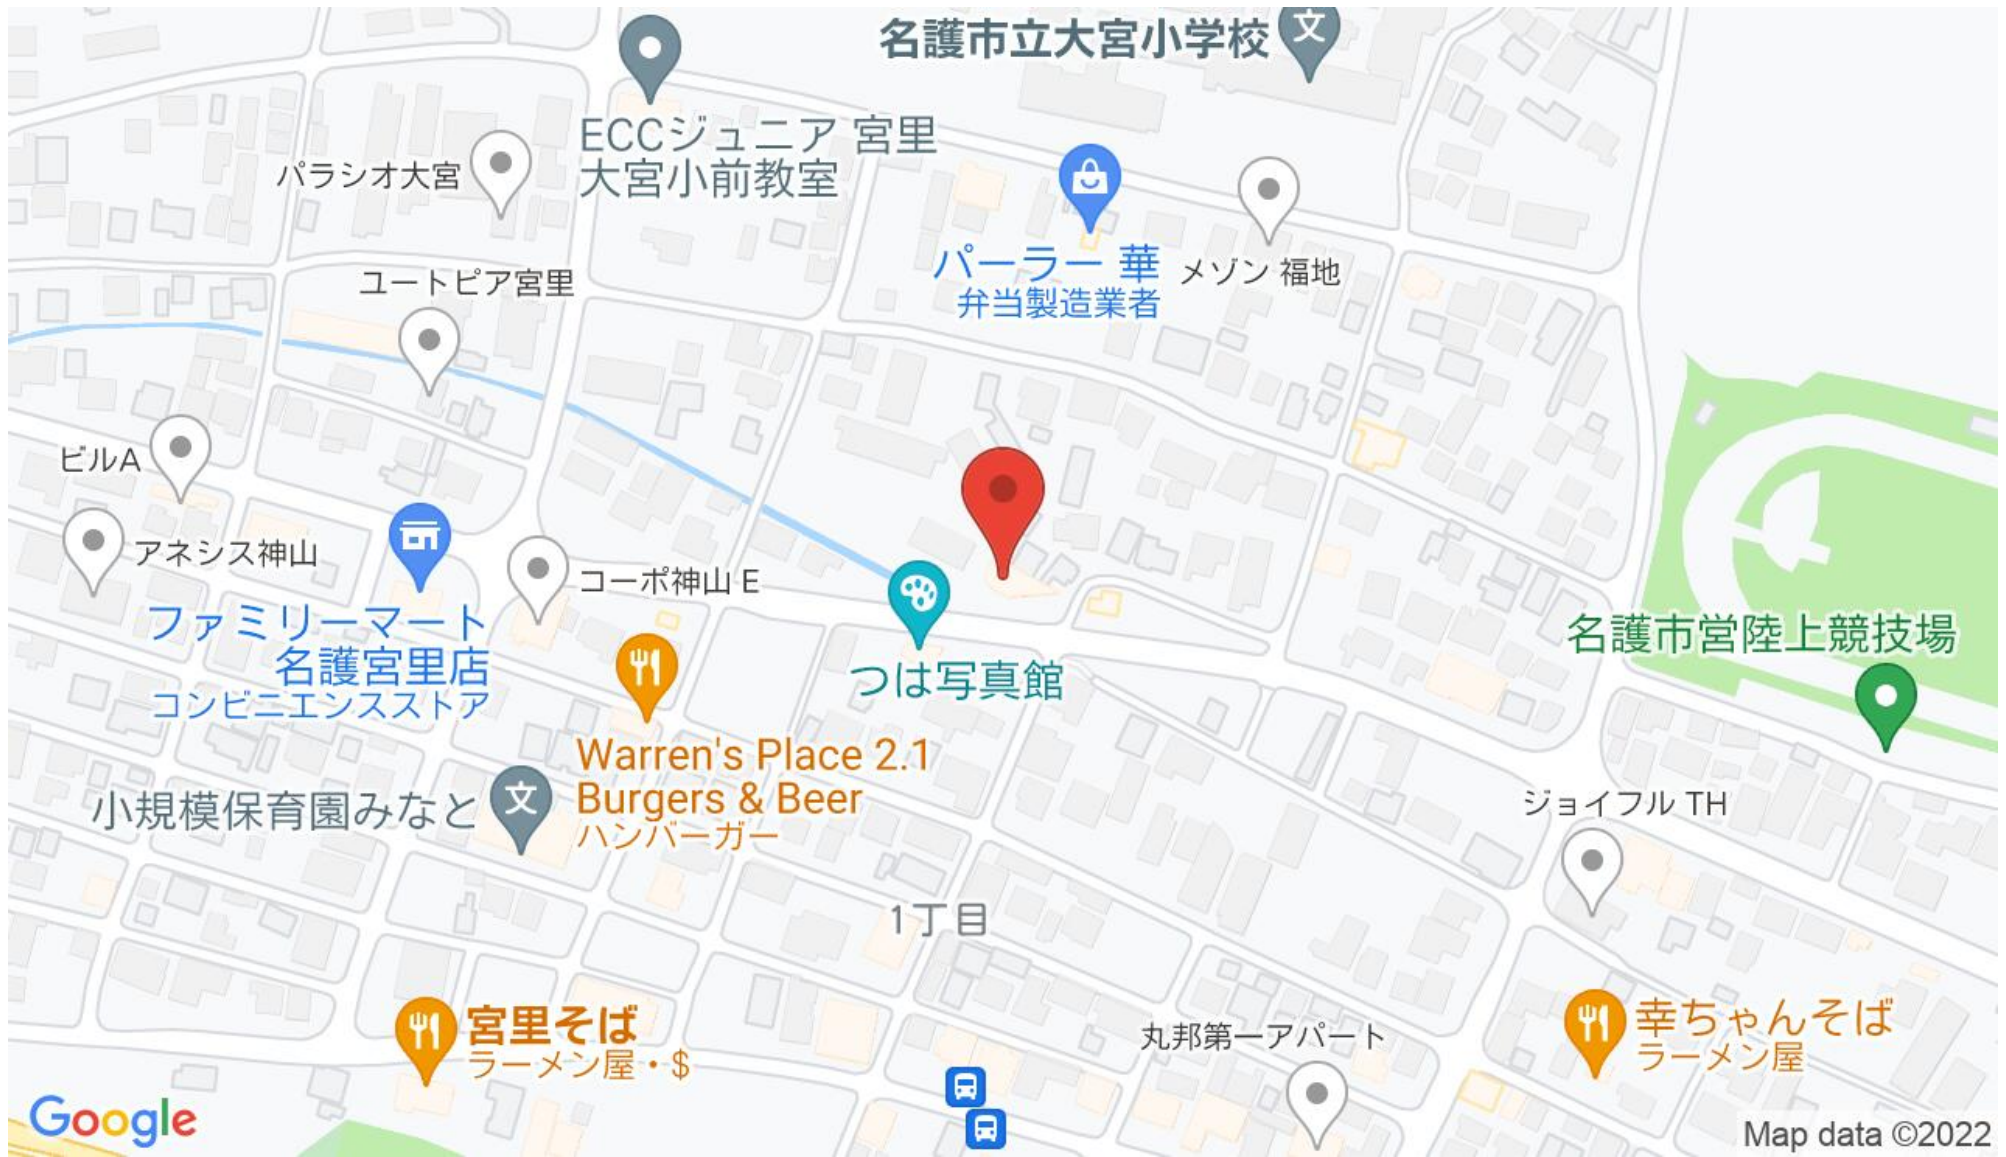 名護市立大宮小学校
文
ECCジュニア 宮里
大宮小前教室
パラシオ大宮
パーラー 華
弁当製造業者
メゾン 福地
ユートピア宮里
ビルA
アネシス神山
コーポ神山 E
ファミリーマート
名護宮里店
コンビニエンスストア
つは写真館
名護市営陸上競技場
Warren's Place 2.1
Burgers & Beer
ハンバーガー
小規模保育園みなと
文
ジョイフル TH
1丁目
宮里そば
ラーメン屋・$
丸邦第一アパート
幸ちゃんそば
ラーメン屋
Google
Map data ©2022